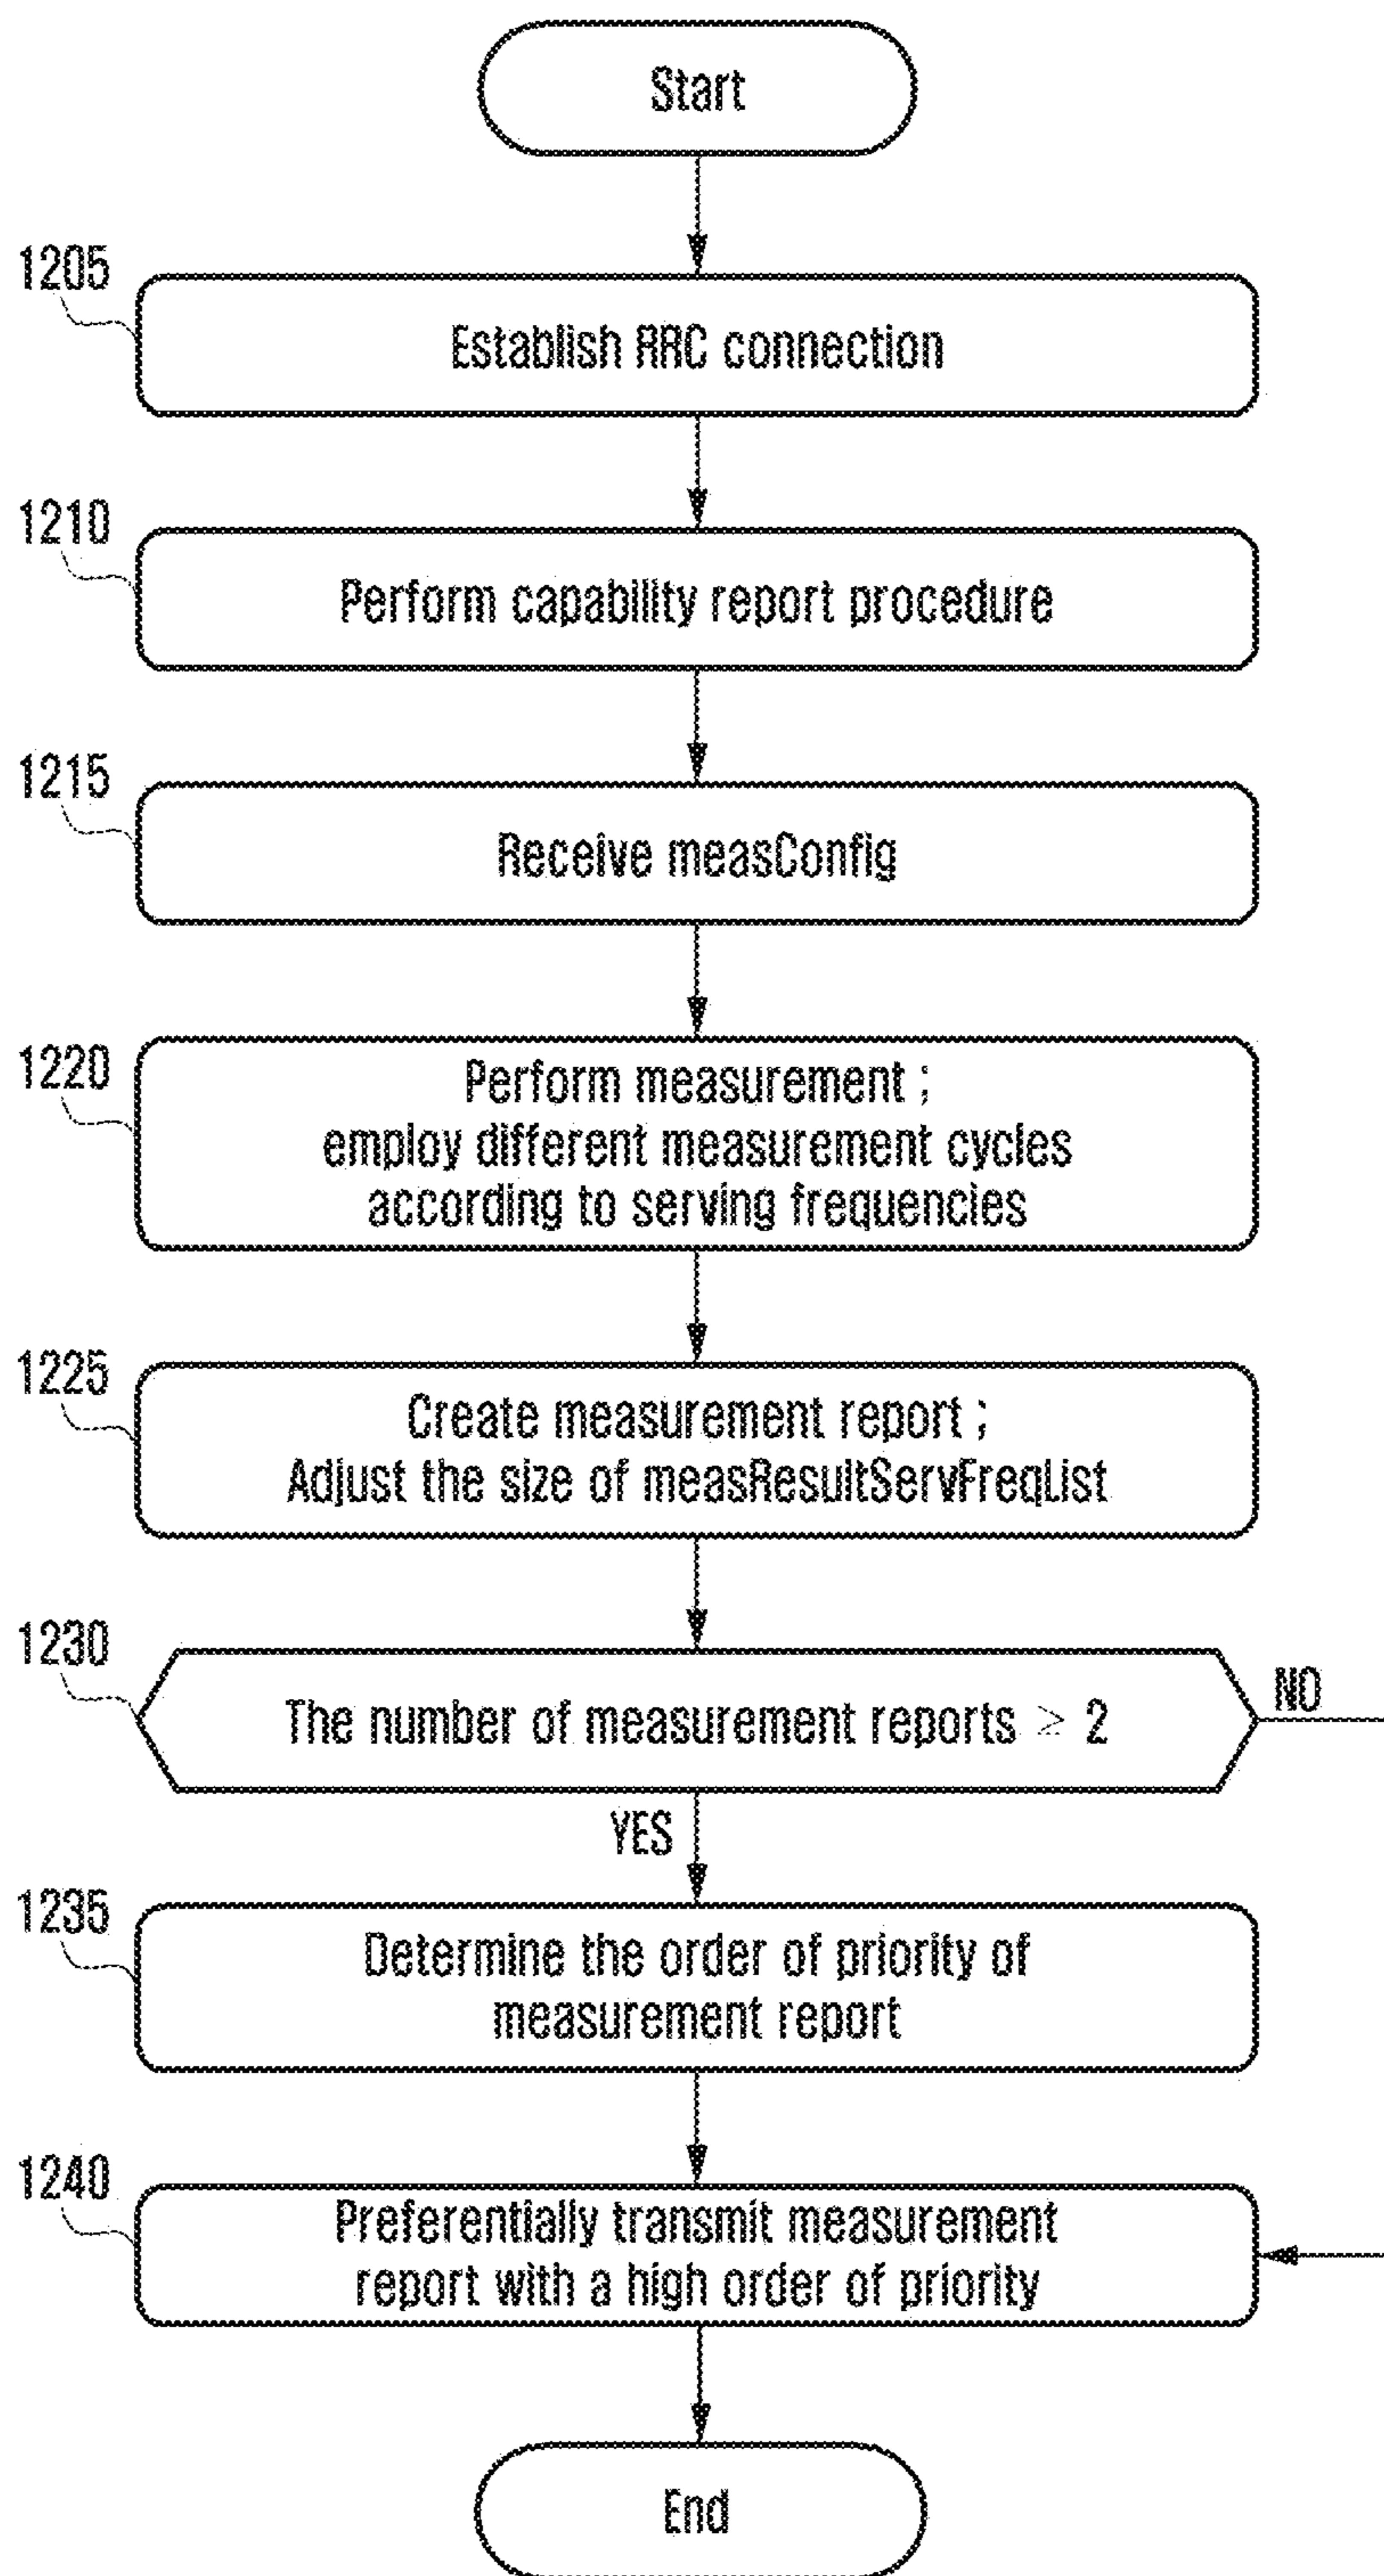 Start
1205
Establish RRC connection
1210
Perform capability report procedure
1215
Receive measConfig
1220
Perform measurement ;
employ different measurement cycles
according to serving frequencies
1225
Create measurement report ;
Adjust the size of measResultServFreqList
1230
The number of measurement reports ≥ 2
NO
YES
1235
Determine the order of priority of
measurement report
1240
Preferentially transmit measurement
report with a high order of priority
End